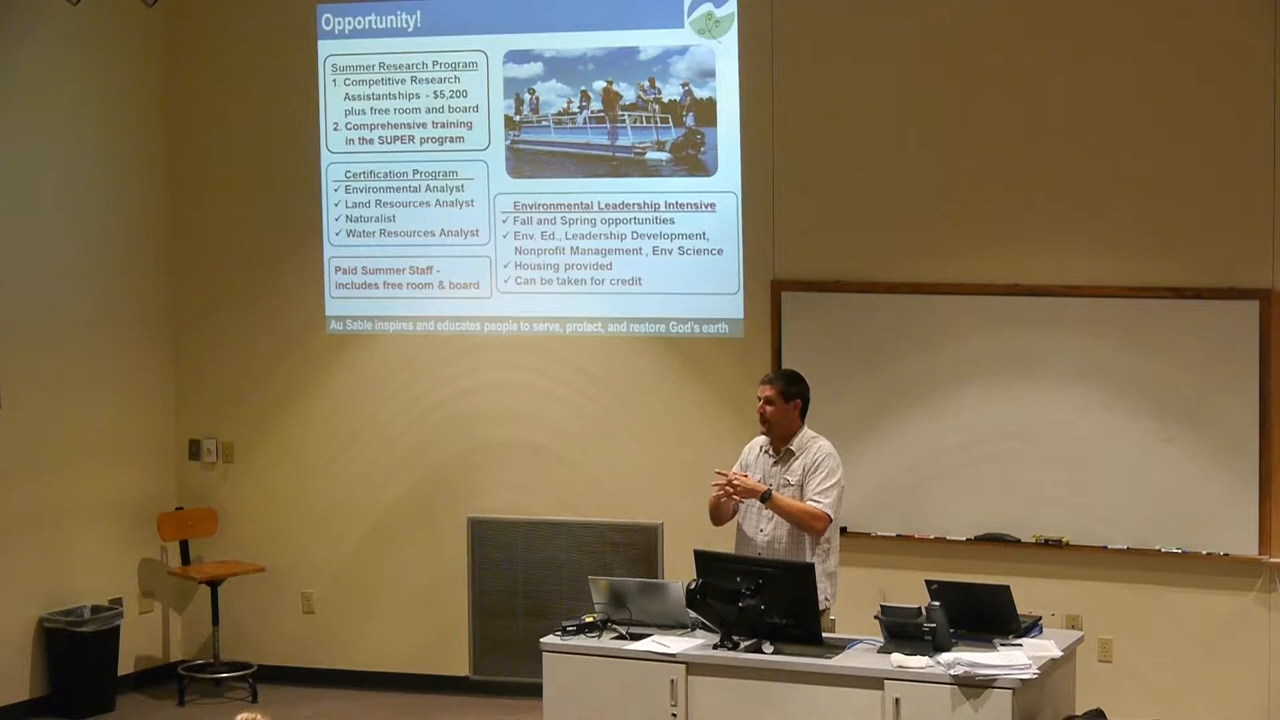 Opportunity!
Summer Research Program
1. Competitive Research
Assistantships - $5,200
plus free room and board
2. Comprehensive training
in the SUPER program
Certification Program
✓ Environmental Analyst
✓ Land Resources Analyst
✓ Naturalist
✓ Water Resources Analyst
Paid Summer Staff -
includes free room & board
Environmental Leadership Intensive
✓ Fall and Spring opportunities
✓ Env. Ed., Leadership Development,
Nonprofit Management , Env Science
✓ Housing provided
✓ Can be taken for credit
Au Sable inspires and educates people to serve, protect, and restore God's earth